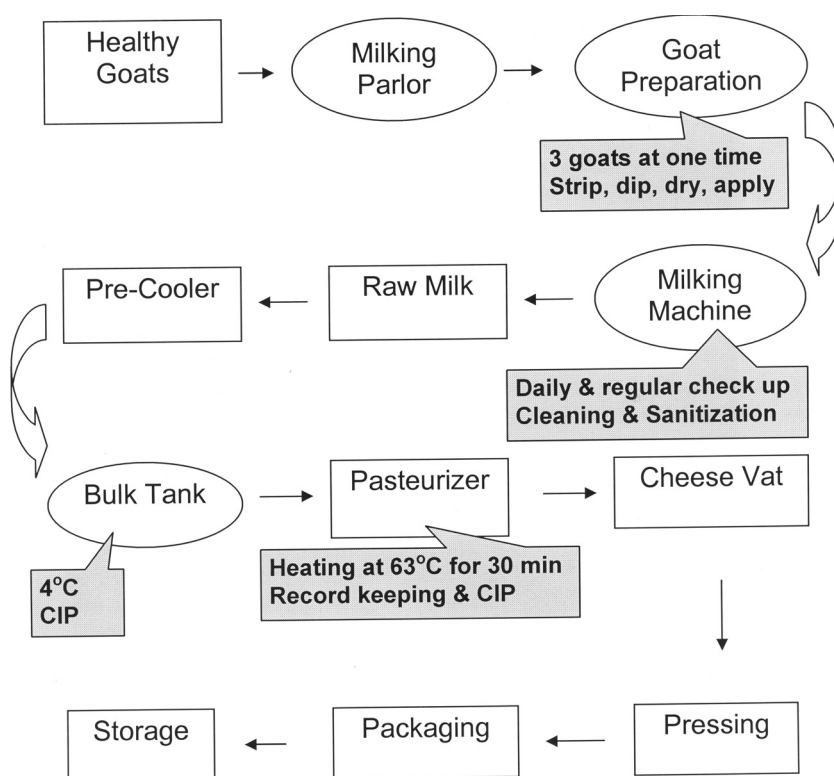 Healthy
Goats
Milking
Parlor
Goat
Preparation
3 goats at one time
Strip, dip, dry, apply
Milking
Machine
Daily & regular check up
Cleaning & Sanitization
Raw Milk
Pre-Cooler
Bulk Tank
4°C
CIP
Pasteurizer
Heating at 63°C for 30 min
Record keeping & CIP
Cheese Vat
Pressing
Packaging
Storage